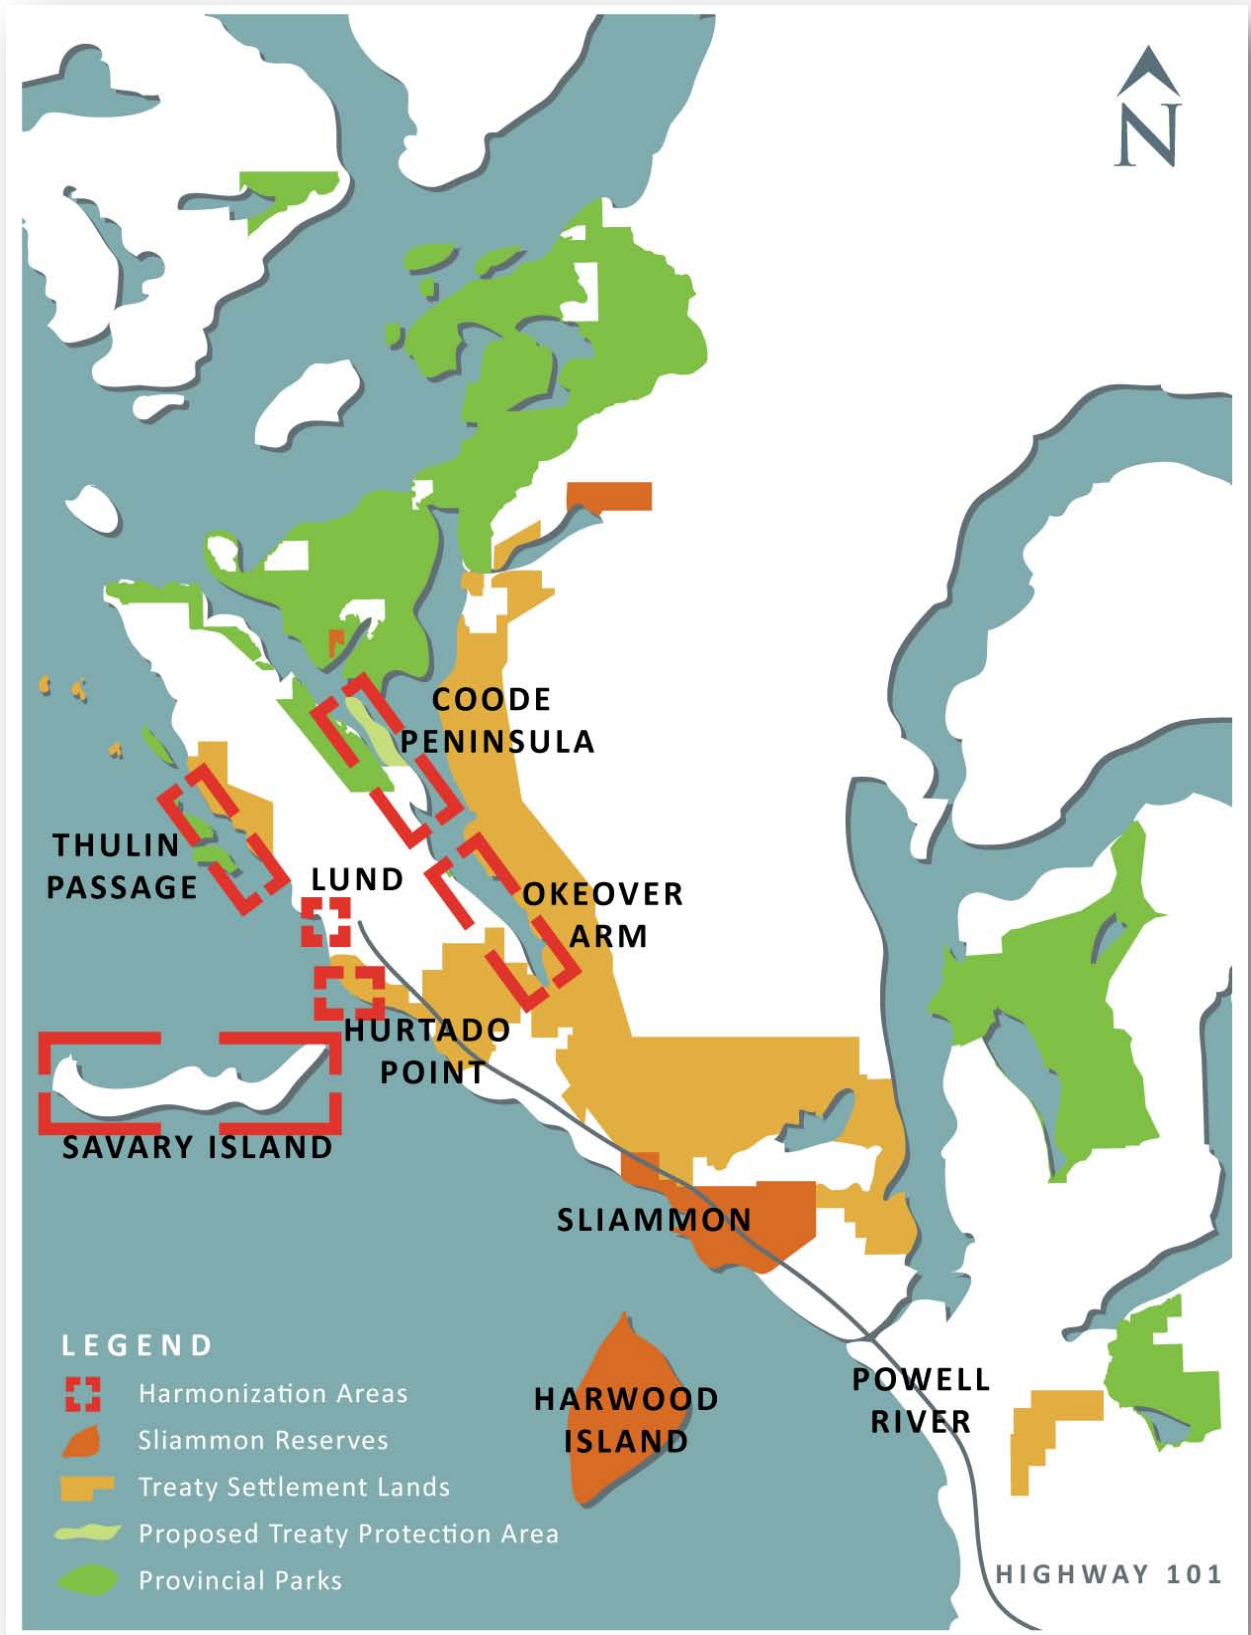 N
COODE
PENINSULA
THULIN
PASSAGE
LUND
OKEOVER
ARM
HURTADO
POINT
SAVARY ISLAND
SLIAMMON
HARWOOD
ISLAND
POWELL
RIVER
HIGHWAY 101
LEGEND
Harmonization Areas
Sliammon Reserves
Treaty Settlement Lands
Proposed Treaty Protection Area
Provincial Parks